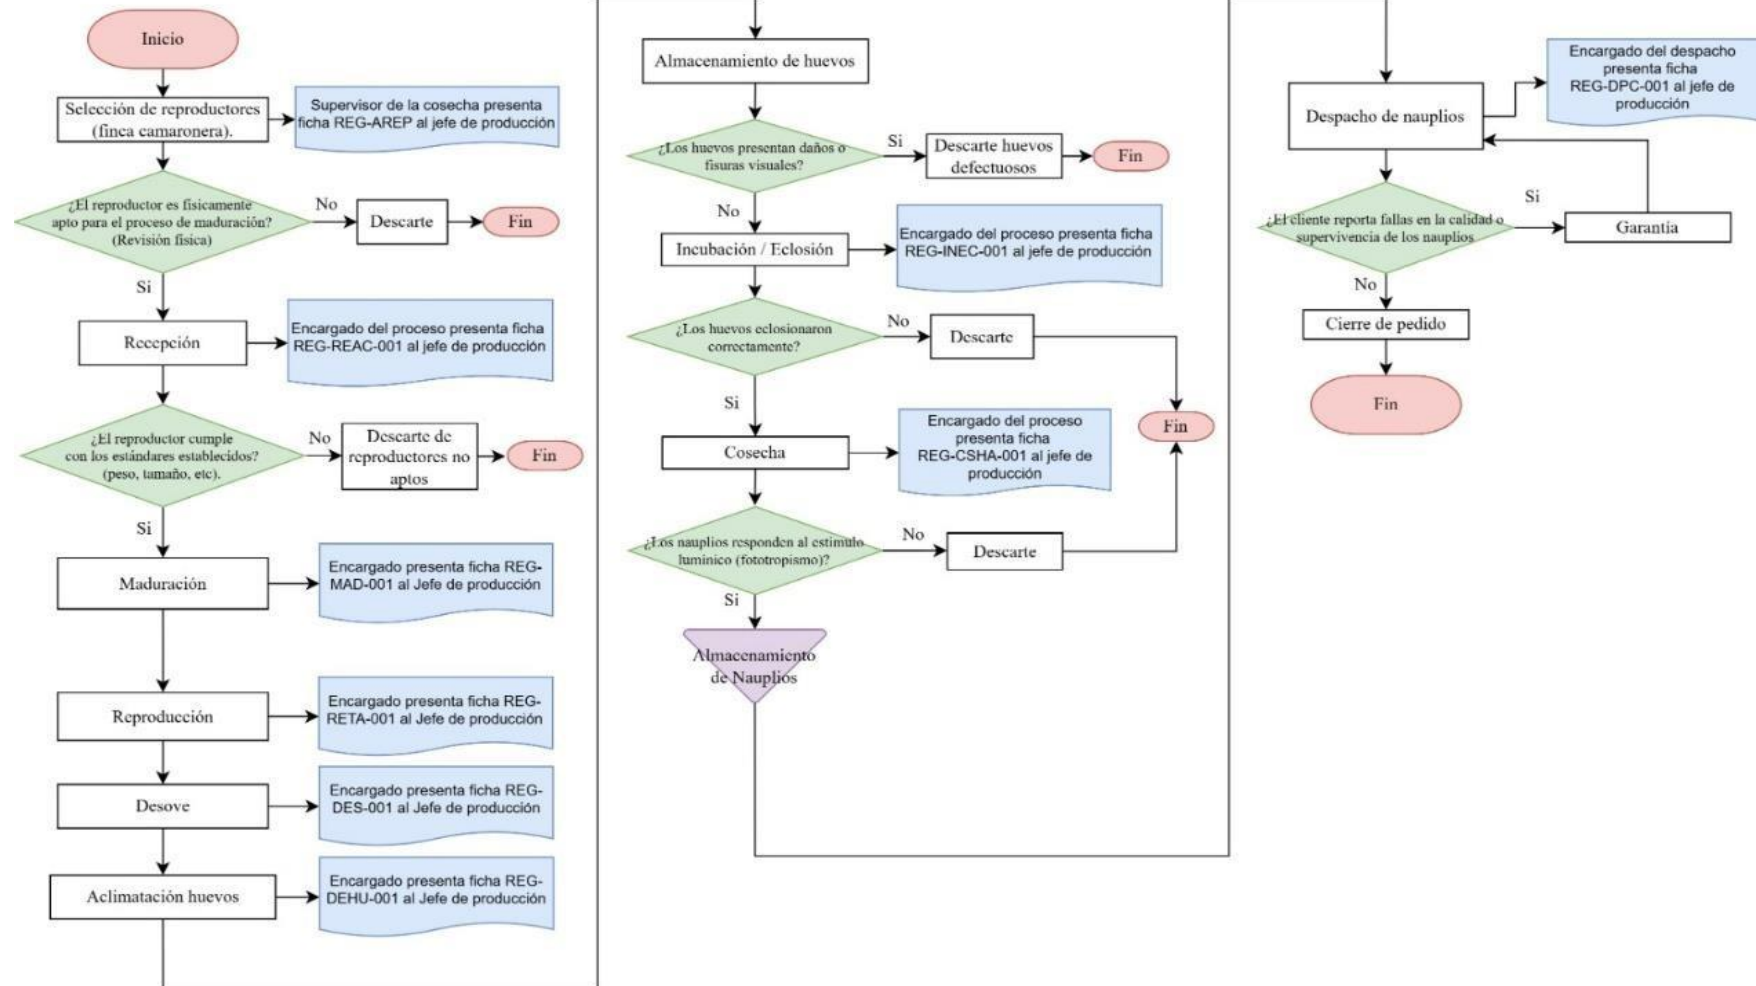 Inicio
Selección de reproductores
(finca camaronera).
Supervisor de la cosecha presenta
ficha REG-AREP al jefe de producción
¿El reproductor es físicamente
apto para el proceso de maduración?
(Revisión física)
No
Descarte
Fin
Si
Recepción
Encargado del proceso presenta ficha
REG-REAC-001 al jefe de producción
¿El reproductor cumple
con los estándares establecidos?
(peso, tamaño, etc).
No
Descarte de
reproductores no
aptos
Fin
Si
Maduración
Encargado presenta ficha REG-
MAD-001 al Jefe de producción
Reproducción
Encargado presenta ficha REG-
RETA-001 al Jefe de producción
Desove
Encargado presenta ficha REG-
DES-001 al Jefe de producción
Aclimatación huevos
Encargado presenta ficha REG-
DEHU-001 al Jefe de producción
Almacenamiento de huevos
¿Los huevos presentan daños o
fisuras visuales?
Si
Descarte huevos
defectuosos
Fin
No
Incubación / Eclosión
Encargado del proceso presenta ficha
REG-INEC-001 al jefe de producción
¿Los huevos eclosionaron
correctamente?
No
Descarte
Si
Fin
Cosecha
Encargado del proceso
presenta ficha
REG-CSHA-001 al jefe de
producción
¿Los nauplios responden al estimulo
lumínico (fototropismo)?
No
Descarte
Si
Almacenamiento
de Nauplios
Despacho de nauplios
Encargado del despacho
presenta ficha
REG-DPC-001 al jefe de
producción
¿El cliente reporta fallas en la calidad o
supervivencia de los nauplios
Si
Garantía
No
Cierre de pedido
Fin